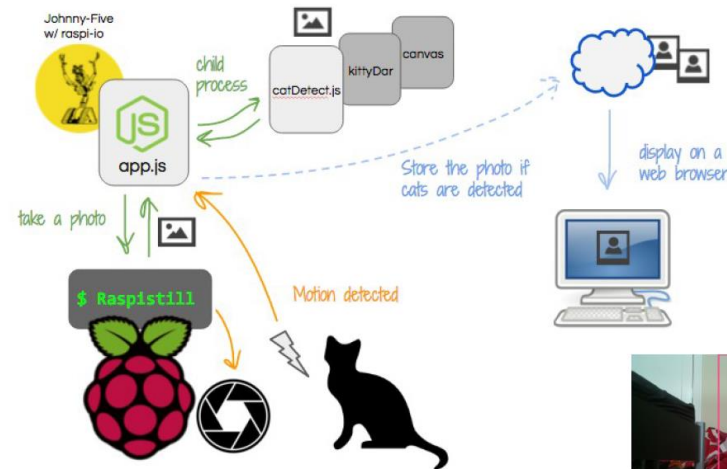 Johnny-Five
w/ raspi-io
child
process
catDetect.js
kittyDar
canvas
JS
app.js
take a photo
Store the photo if
cats are detected
display on a
web browser
$ Raspistill
Motion detected